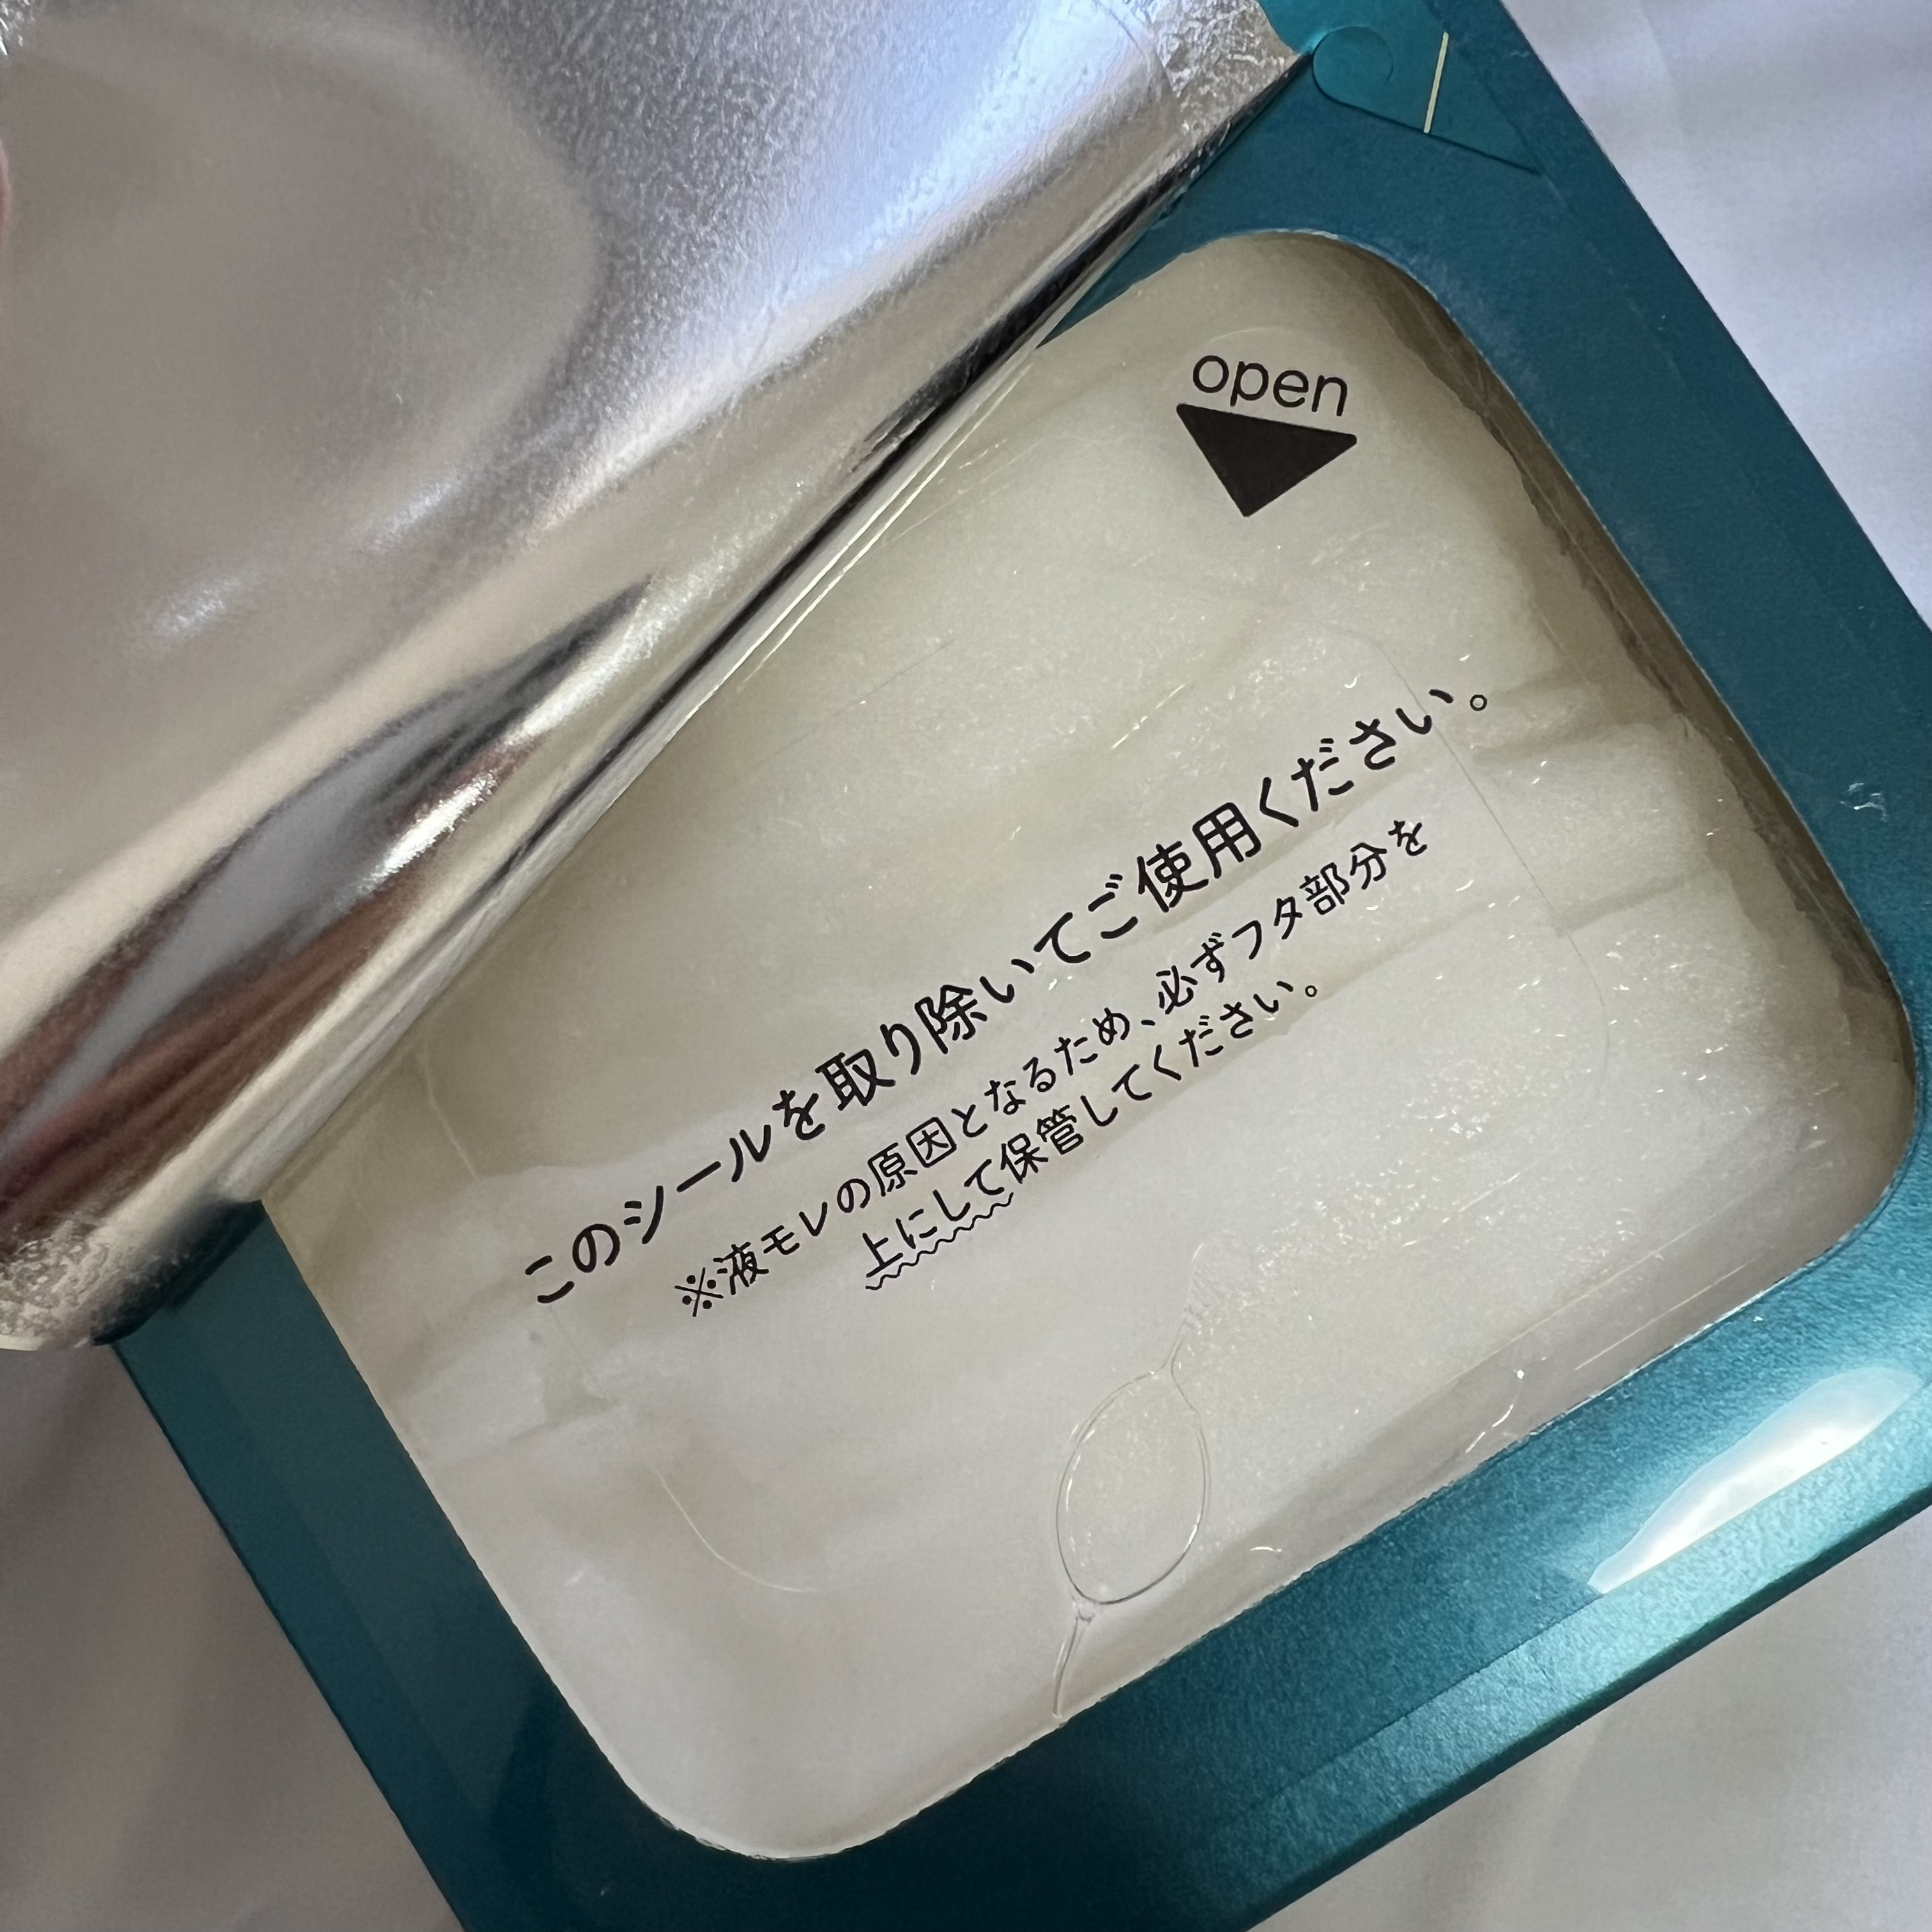 open
このシールを取り除いてご使用ください。
※液モレの原因となるため、必ずフタ部分を
上にして保管してください。